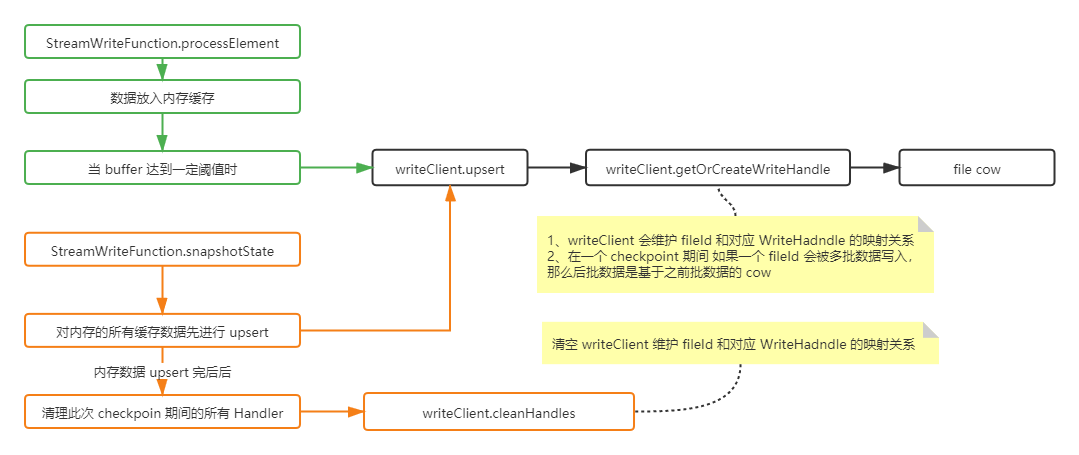 StreamWriteFunction.processElement
数据放入内存缓存
当 buffer 达到一定阈值时
writeClient.upsert
writeClient.getOrCreateWriteHandle
file cow
1、writeClient 会维护 fileId 和对应 WriteHadndle 的映射关系
2、在一个 checkpoint 期间 如果一个 fileId 会被多批数据写入，
那么后批数据是基于之前批数据的 cow
StreamWriteFunction.snapshotState
对内存的所有缓存数据先进行 upsert
内存数据 upsert 完后后
清理此次 checkpoin 期间的所有 Handler
writeClient.cleanHandles
清空 writeClient 维护 fileId 和对应 WriteHadndle 的映射关系